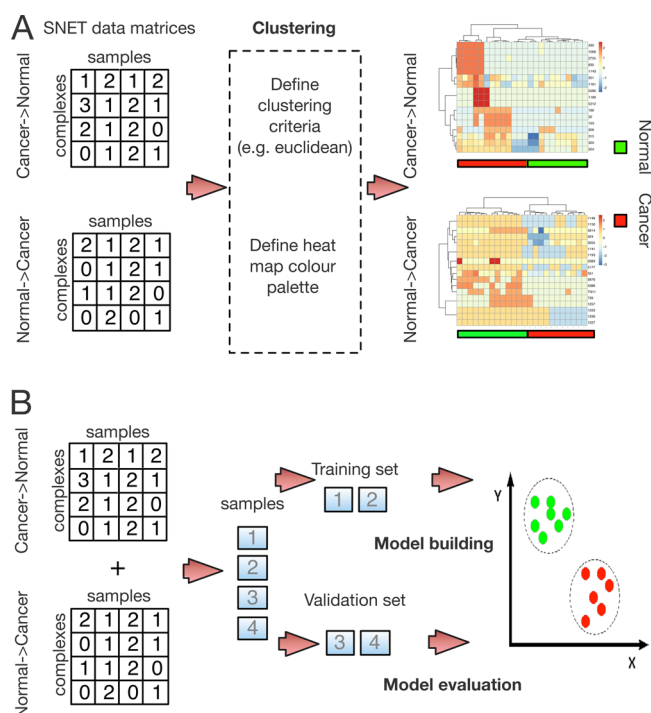 A
SNET data matrices
Clustering
samples
Cancer->Normal
complexes
1 2 1 2
3 1 2 1
2 1 2 0
0 1 2 1
Define
clustering
criteria
(e.g. euclidean)
Cancer->Normal
Normal
Cancer
samples
Normal->Cancer
complexes
2 1 2 1
0 1 2 1
1 1 2 0
0 2 0 1
Define heat
map colour
palette
Normal->Cancer
B
samples
Cancer->Normal
complexes
1 2 1 2
3 1 2 1
2 1 2 0
0 1 2 1
+
samples
Normal->Cancer
complexes
2 1 2 1
0 1 2 1
1 1 2 0
0 2 0 1
samples
1
2
3
4
Training set
1 2
Model building
Validation set
3 4
Model evaluation
Y
X